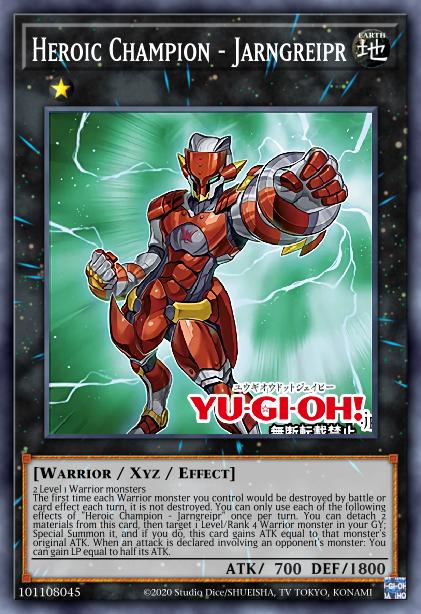 Heroic Champion - Jarngreipr
EARTH
地
ユウギオウドットジェイピー
YU-GI-OH!
無断転載禁止
[Warrior / Xyz / Effect]
2 Level 1 Warrior monsters
The first time each Warrior monster you control would be destroyed by battle or
card effect each turn, it is not destroyed. You can only use each of the following
effects of "Heroic Champion - Jarngreipr" once per turn. You can detach 2
materials from this card, then target 1 Level/Rank 4 Warrior monster in your GY;
Special Summon it, and if you do, this card gains ATK equal to that monster's
original ATK. When an attack is declared involving an opponent's monster: You
can gain LP equal to half its ATK.
ATK/ 700 DEF/1800
101108045
©2020 Studio Dice/SHUEISHA, TV TOKYO, KONAMI